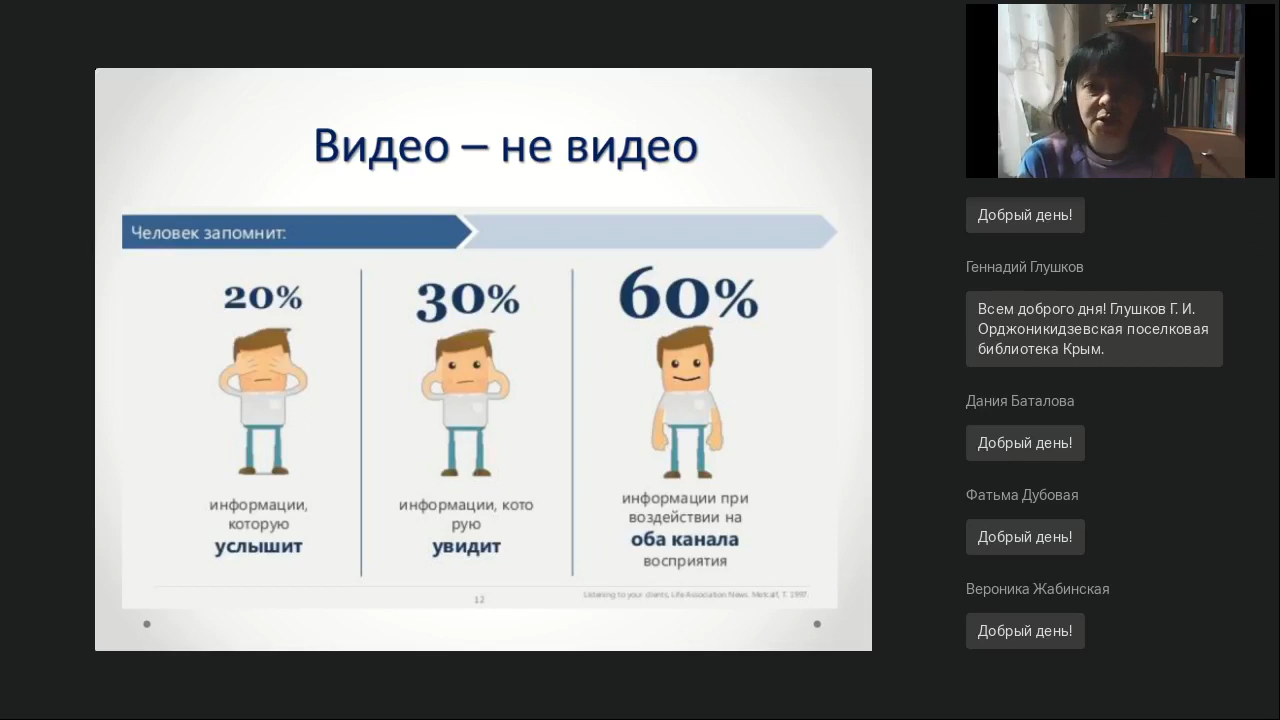 Видео – не видео
Человек запомнит:
20%
информации,
которую
услышит
30%
информации, кото
рую
увидит
60%
информации при
воздействии на
оба канала
восприятия
12
Listening to your clients, Life Association News. Metcalf, T. 1997.
Добрый день!
Геннадий Глушков
Всем доброго дня! Глушков Г. И.
Орджоникидзевская поселковая
библиотека Крым.
Дания Баталова
Добрый день!
Фатьма Дубовая
Добрый день!
Вероника Жабинская
Добрый день!